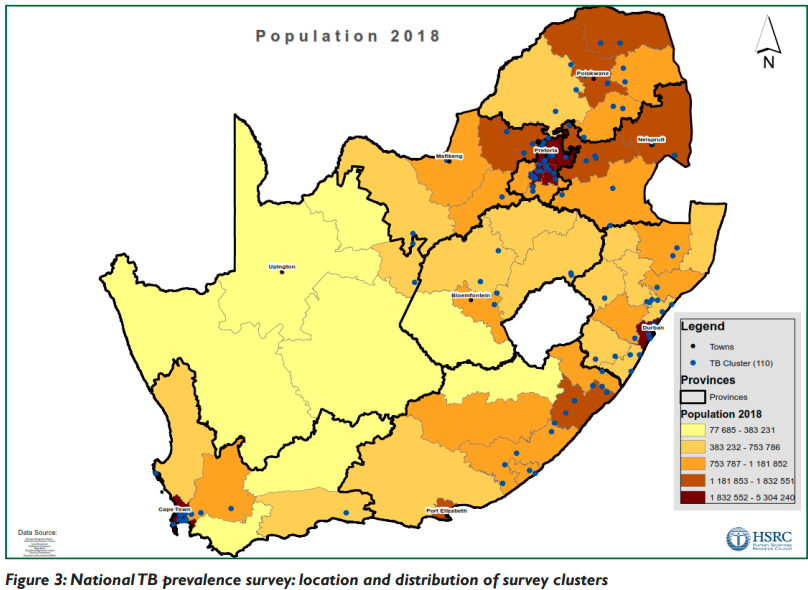 Population 2018
N
Polokwane
Nelspruit
Pretoria
Mafikeng
Upington
Bloemfontein
Durban
Legend
Towns
TB Cluster (110)
Provinces
Provinces
Population 2018
77 685 - 383 231
383 232 - 753 786
753 787 - 1 181 852
1 181 853 - 1 832 551
1 832 552 - 5 304 240
Cape Town
Port Elizabeth
Data Source:
HSRC
Human Sciences
Research Council
Figure 3: National TB prevalence survey: location and distribution of survey clusters